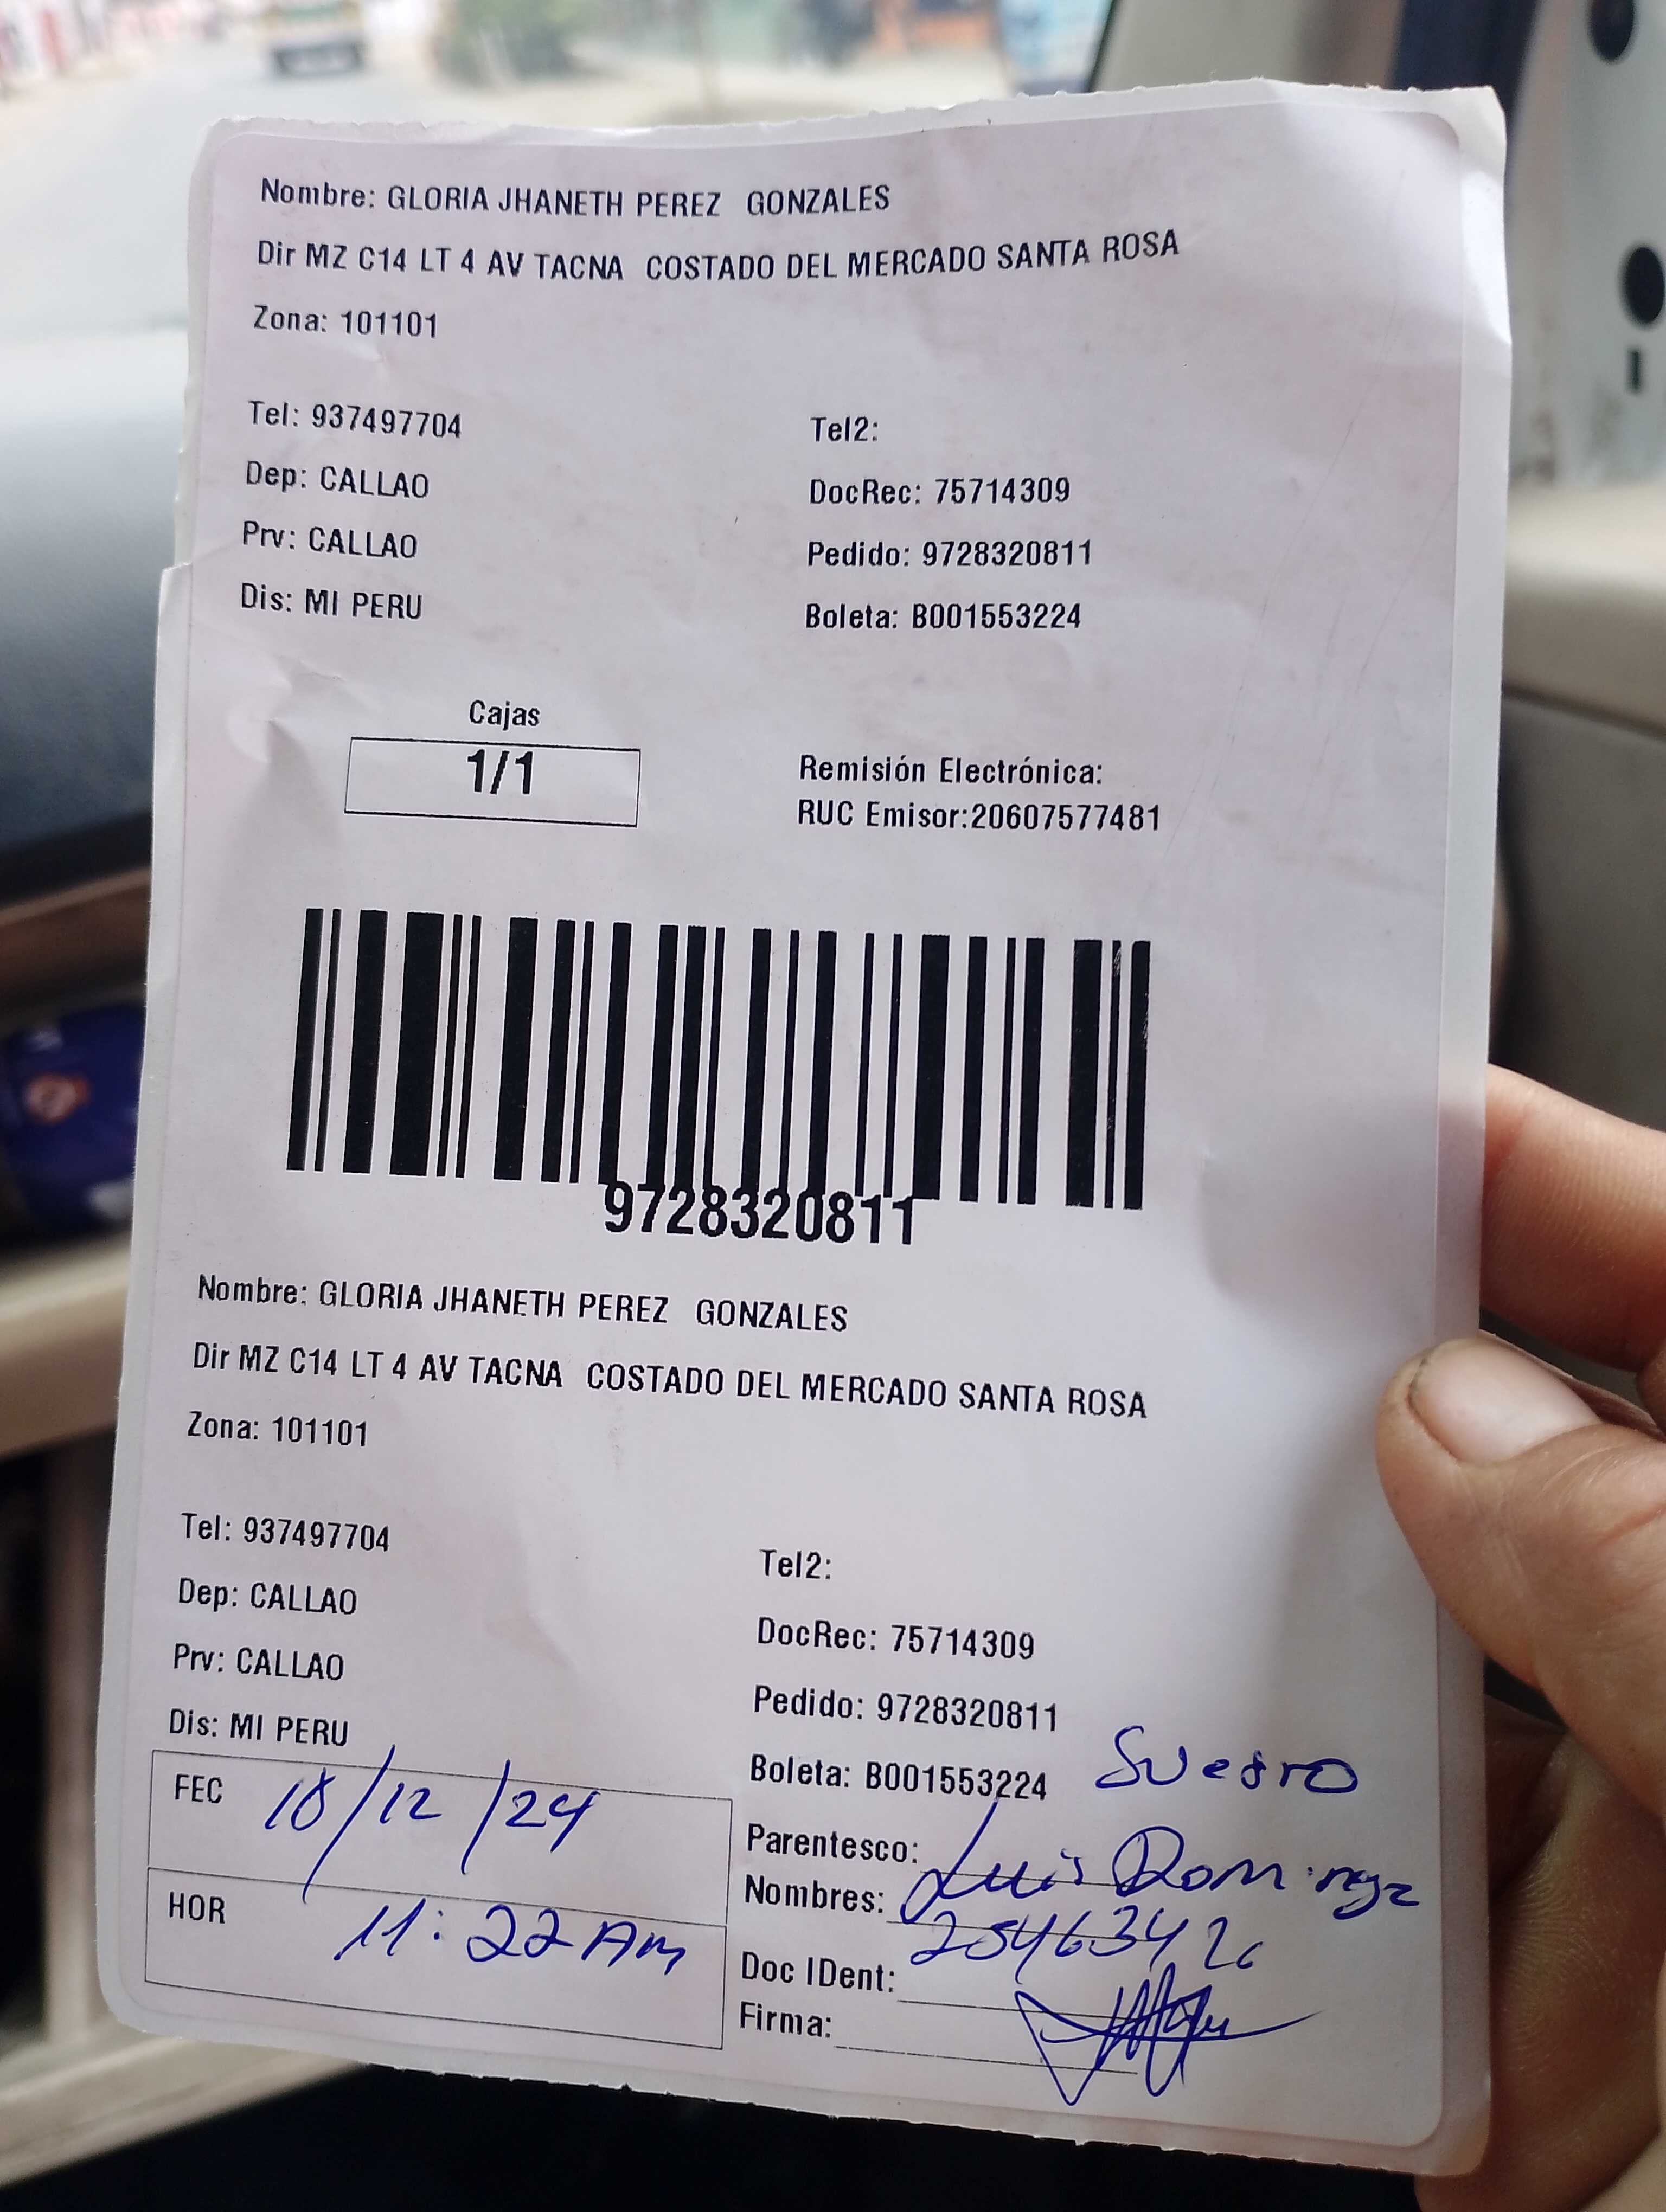 Nombre: GLORIA JHANETH PEREZ GONZALES
Dir MZ C14 LT 4 AV TACNA COSTADO DEL MERCADO SANTA ROSA
Zona: 101101
Tel: 937497704
Tel2:
Dep: CALLAO
DocRec: 75714309
Prv: CALLAO
Pedido: 9728320811
Dis: MI PERU
Boleta: B001553224
Cajas
1/1
Remisión Electrónica:
RUC Emisor:20607577481
9728320811
Nombre: GLORIA JHANETH PEREZ GONZALES
Dir MZ C14 LT 4 AV TACNA COSTADO DEL MERCADO SANTA ROSA
Zona: 101101
Tel: 937497704
Tel2:
Dep: CALLAO
DocRec: 75714309
Prv: CALLAO
Pedido: 9728320811
Dis: MI PERU
Boleta: B001553224
FEC 18/12/24
Parentesco: Suegro
Nombres: Luis
HOR 11:22 Am
Doc IDent:
Firma: